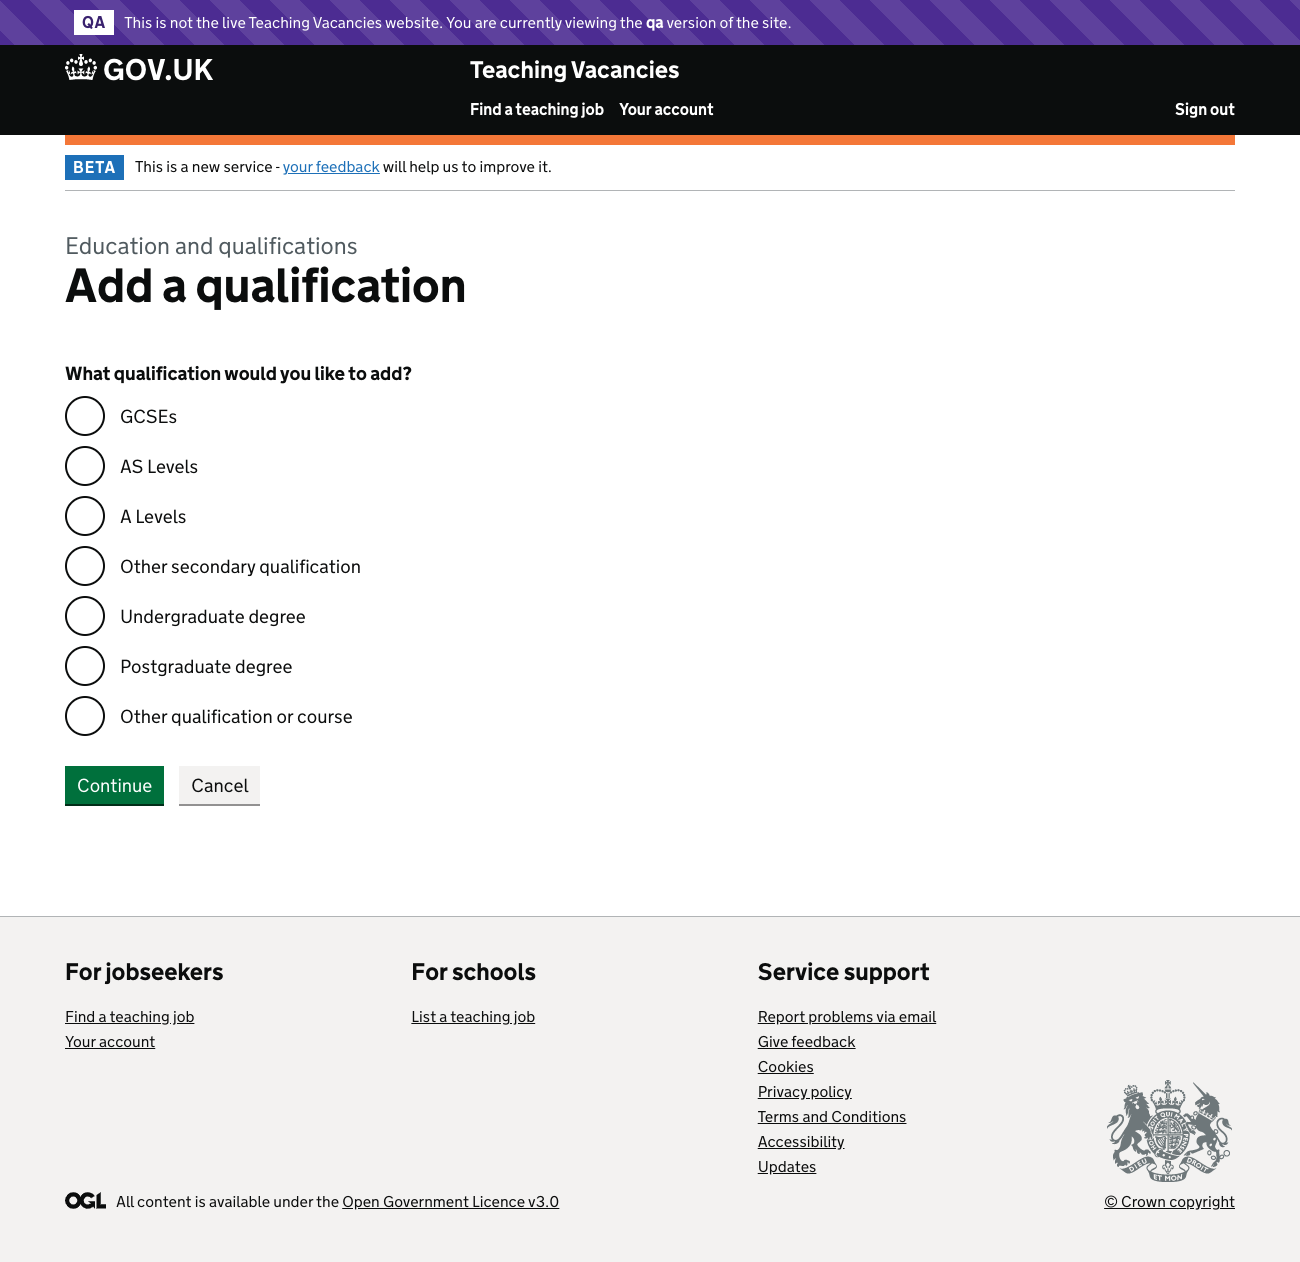 QA This is not the live Teaching Vacancies website. You are currently viewing the qa version of the site.
GOV.UK
Teaching Vacancies
Find a teaching job Your account Sign out
BETA This is a new service - your feedback will help us to improve it.
Education and qualifications
Add a qualification
What qualification would you like to add?
GCSEs
AS Levels
A Levels
Other secondary qualification
Undergraduate degree
Postgraduate degree
Other qualification or course
Continue Cancel
For jobseekers
Find a teaching job
Your account
For schools
List a teaching job
Service support
Report problems via email
Give feedback
Cookies
Privacy policy
Terms and Conditions
Accessibility
Updates
DIEU ET MON DROIT
OGL All content is available under the Open Government Licence v3.0
© Crown copyright